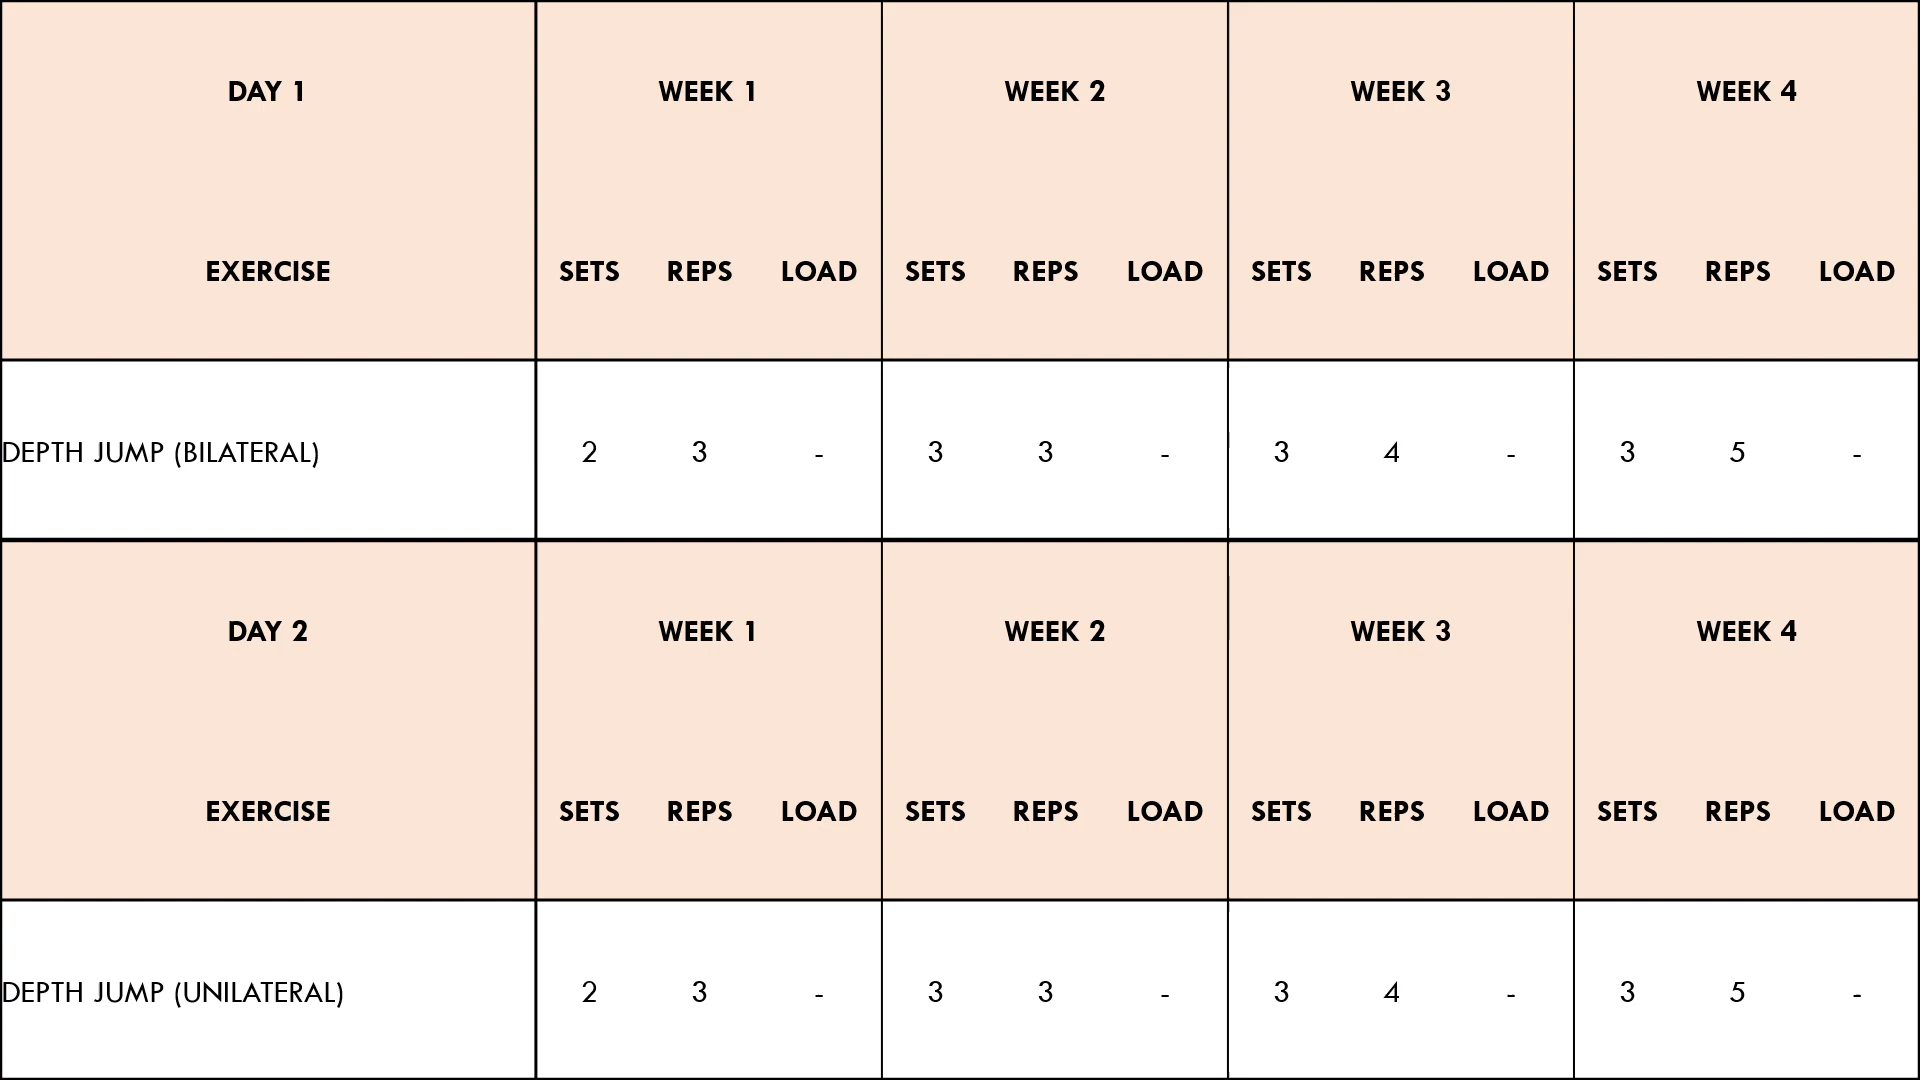 DAY 1 WEEK 1 WEEK 2 WEEK 3 WEEK 4
EXERCISE SETS REPS LOAD SETS REPS LOAD SETS REPS LOAD SETS REPS LOAD
DEPTH JUMP (BILATERAL) 2 3 - 3 3 - 3 4 - 3 5 -
DAY 2 WEEK 1 WEEK 2 WEEK 3 WEEK 4
EXERCISE SETS REPS LOAD SETS REPS LOAD SETS REPS LOAD SETS REPS LOAD
DEPTH JUMP (UNILATERAL) 2 3 - 3 3 - 3 4 - 3 5 -